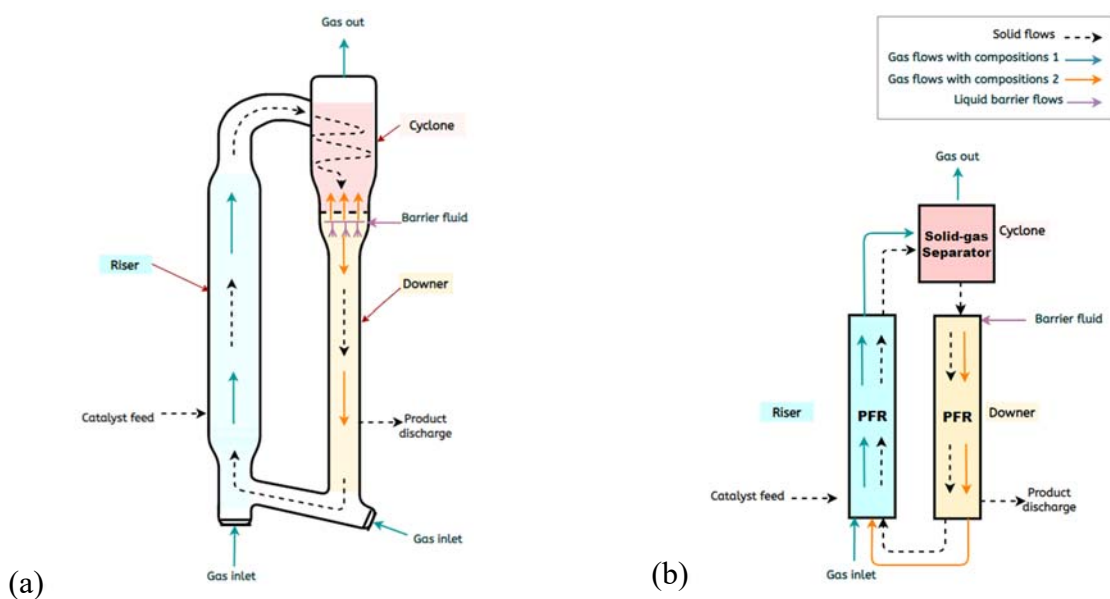 Gas out
Cyclone
Barrier fluid
Riser
Downer
Catalyst feed
Product
discharge
Gas inlet
Gas inlet
(a)
Solid flows
Gas flows with compositions 1
Gas flows with compositions 2
Liquid barrier flows
Gas out
Solid-gas
Separator
Cyclone
Barrier fluid
Riser
PFR
PFR
Downer
Catalyst feed
Product
discharge
Gas inlet
(b)